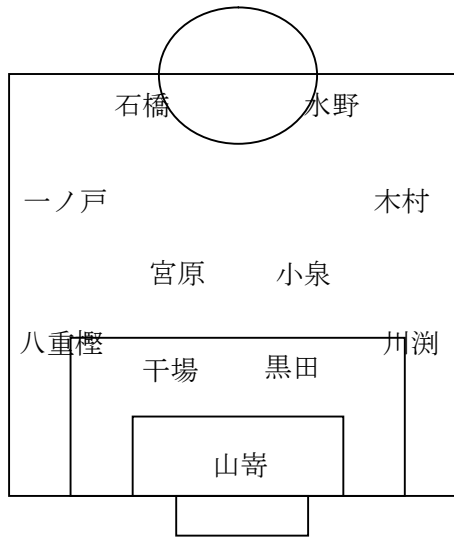 石橋 水野
一ノ戸 木村
宮原 小泉
八重樫 川渕
干場 黒田
山嵜